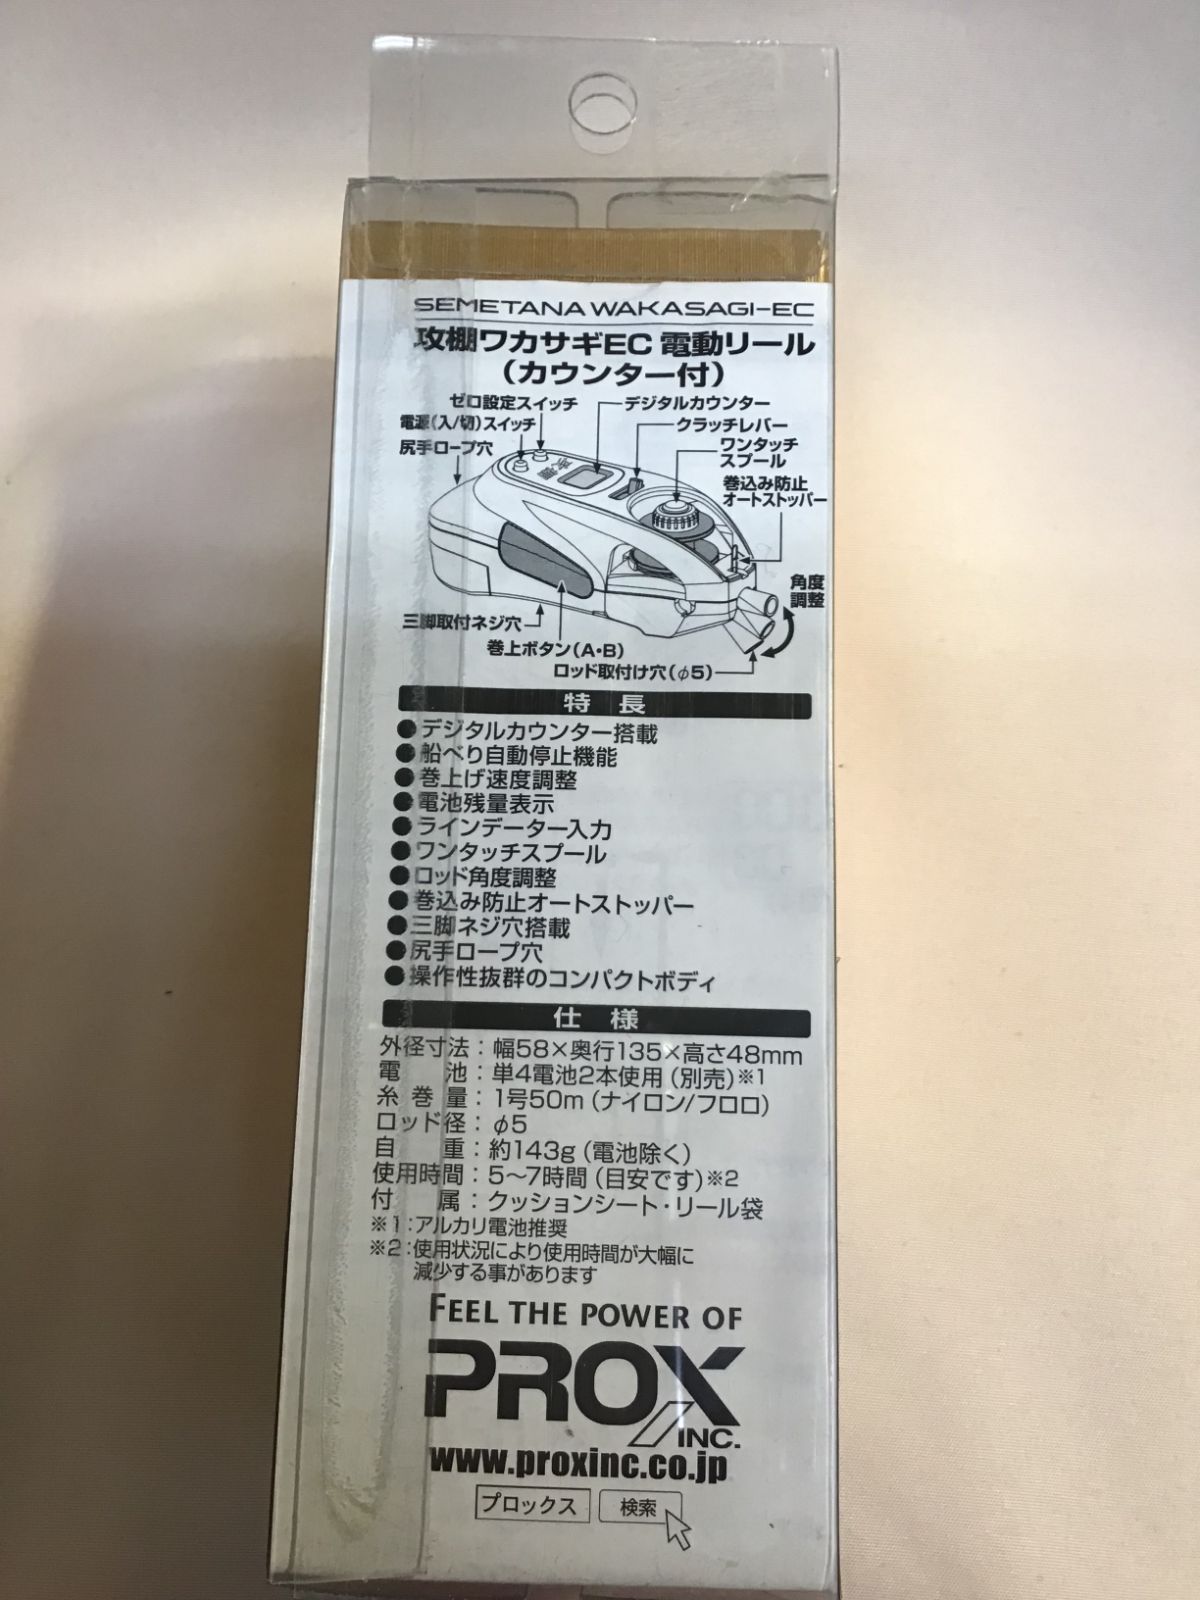 SEMETANA WAKASAGI-EC
攻棚ワカサギEC 電動リール
（カウンター付）
ゼロ設定スイッチ
デジタルカウンター
電源(入/切)スイッチ
クラッチレバー
尻手ロープ穴
ワンタッチ
スプール
巻込み防止
オートストッパー
攻棚
角度
調整
三脚取付ネジ穴
巻上ボタン(A・B)
ロッド取付け穴(φ5)
特 長
●デジタルカウンター搭載
●船べり自動停止機能
●巻上げ速度調整
●電池残量表示
●ラインデーター入力
●ワンタッチスプール
●ロッド角度調整
●巻込み防止オートストッパー
●三脚ネジ穴搭載
●尻手ロープ穴
●操作性抜群のコンパクトボディ
仕 様
外径寸法：幅58×奥行135×高さ48mm
電 池：単4電池2本使用(別売)※1
糸 巻 量：1号50m(ナイロン/フロロ)
ロッド径：φ5
自 重：約143g(電池除く)
使用時間：5〜7時間(目安です)※2
付 属：クッションシート・リール袋
※1：アルカリ電池推奨
※2：使用状況により使用時間が大幅に
減少する事があります
FEEL THE POWER OF
PROX
INC.
www.proxinc.co.jp
プロックス 検索